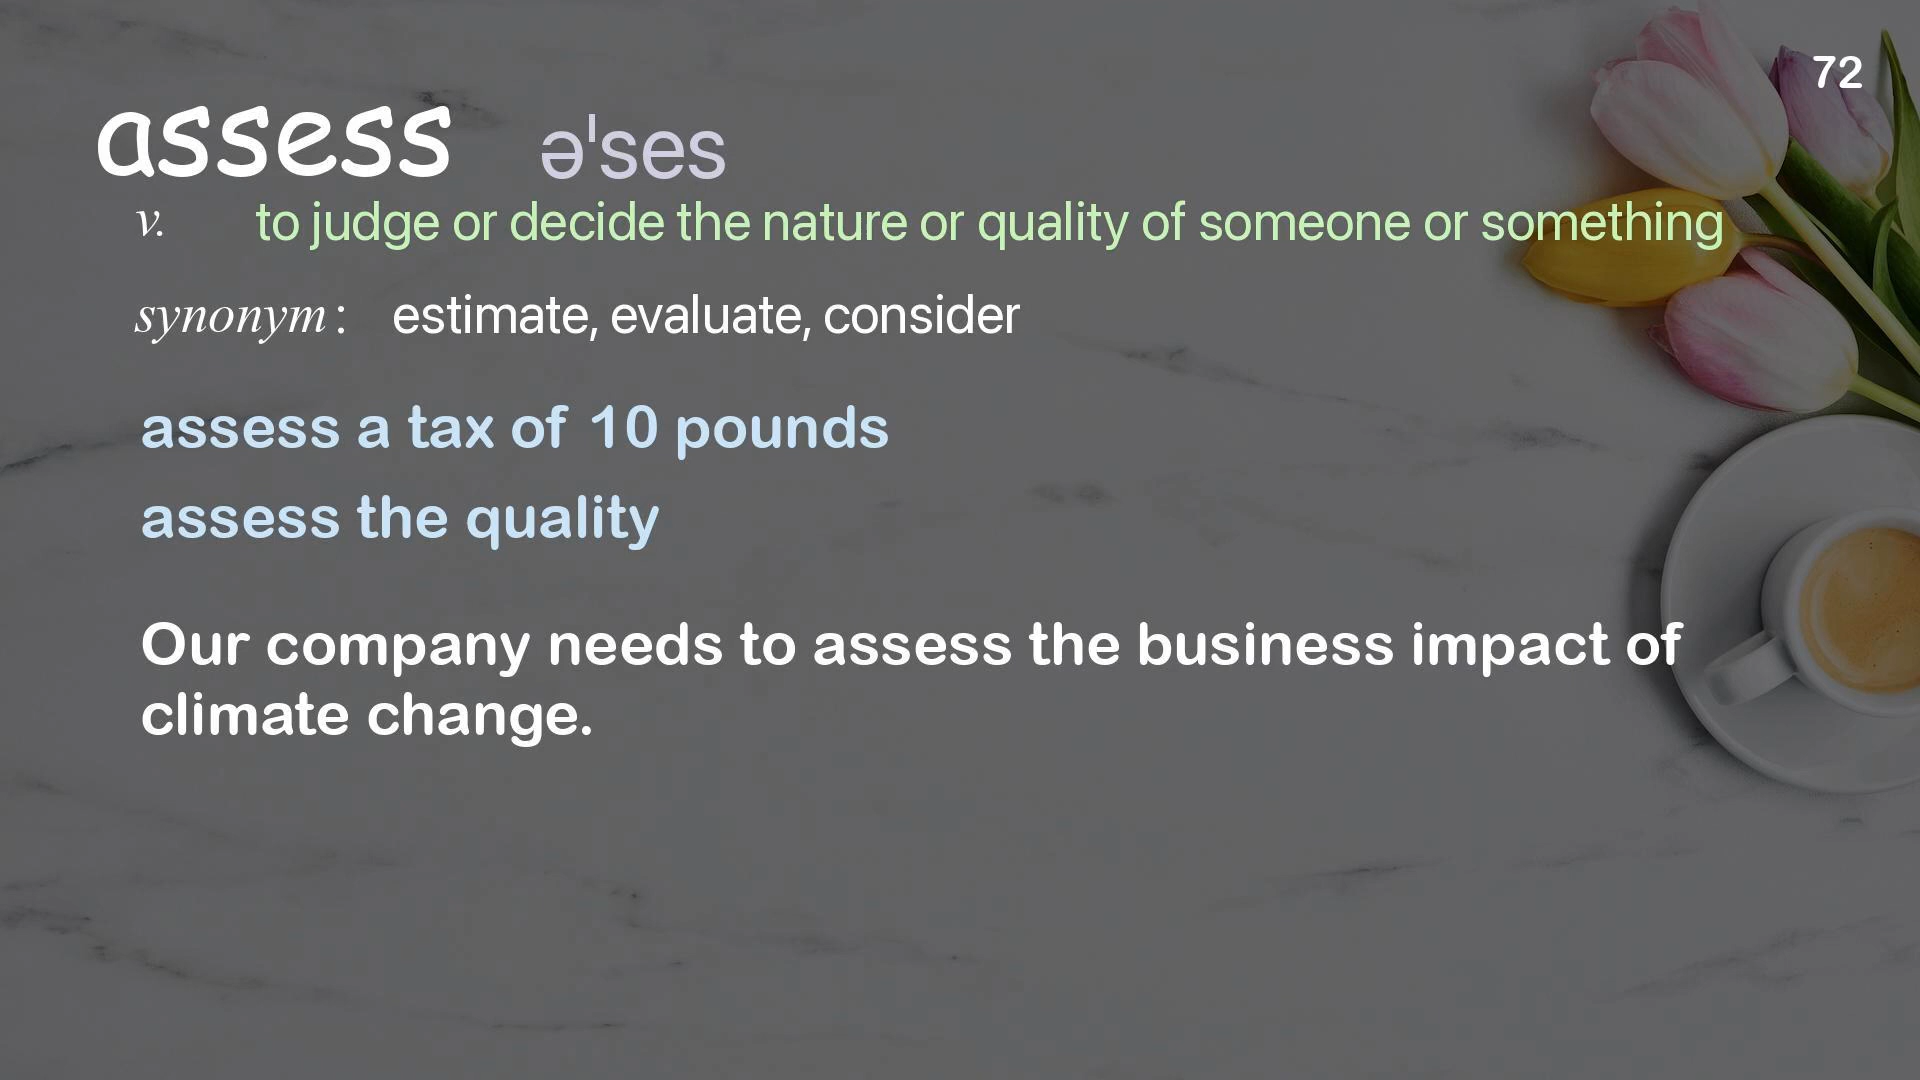 72
assess əˈses
v. to judge or decide the nature or quality of someone or something
synonym : estimate, evaluate, consider
assess a tax of 10 pounds
assess the quality
Our company needs to assess the business impact of
climate change.